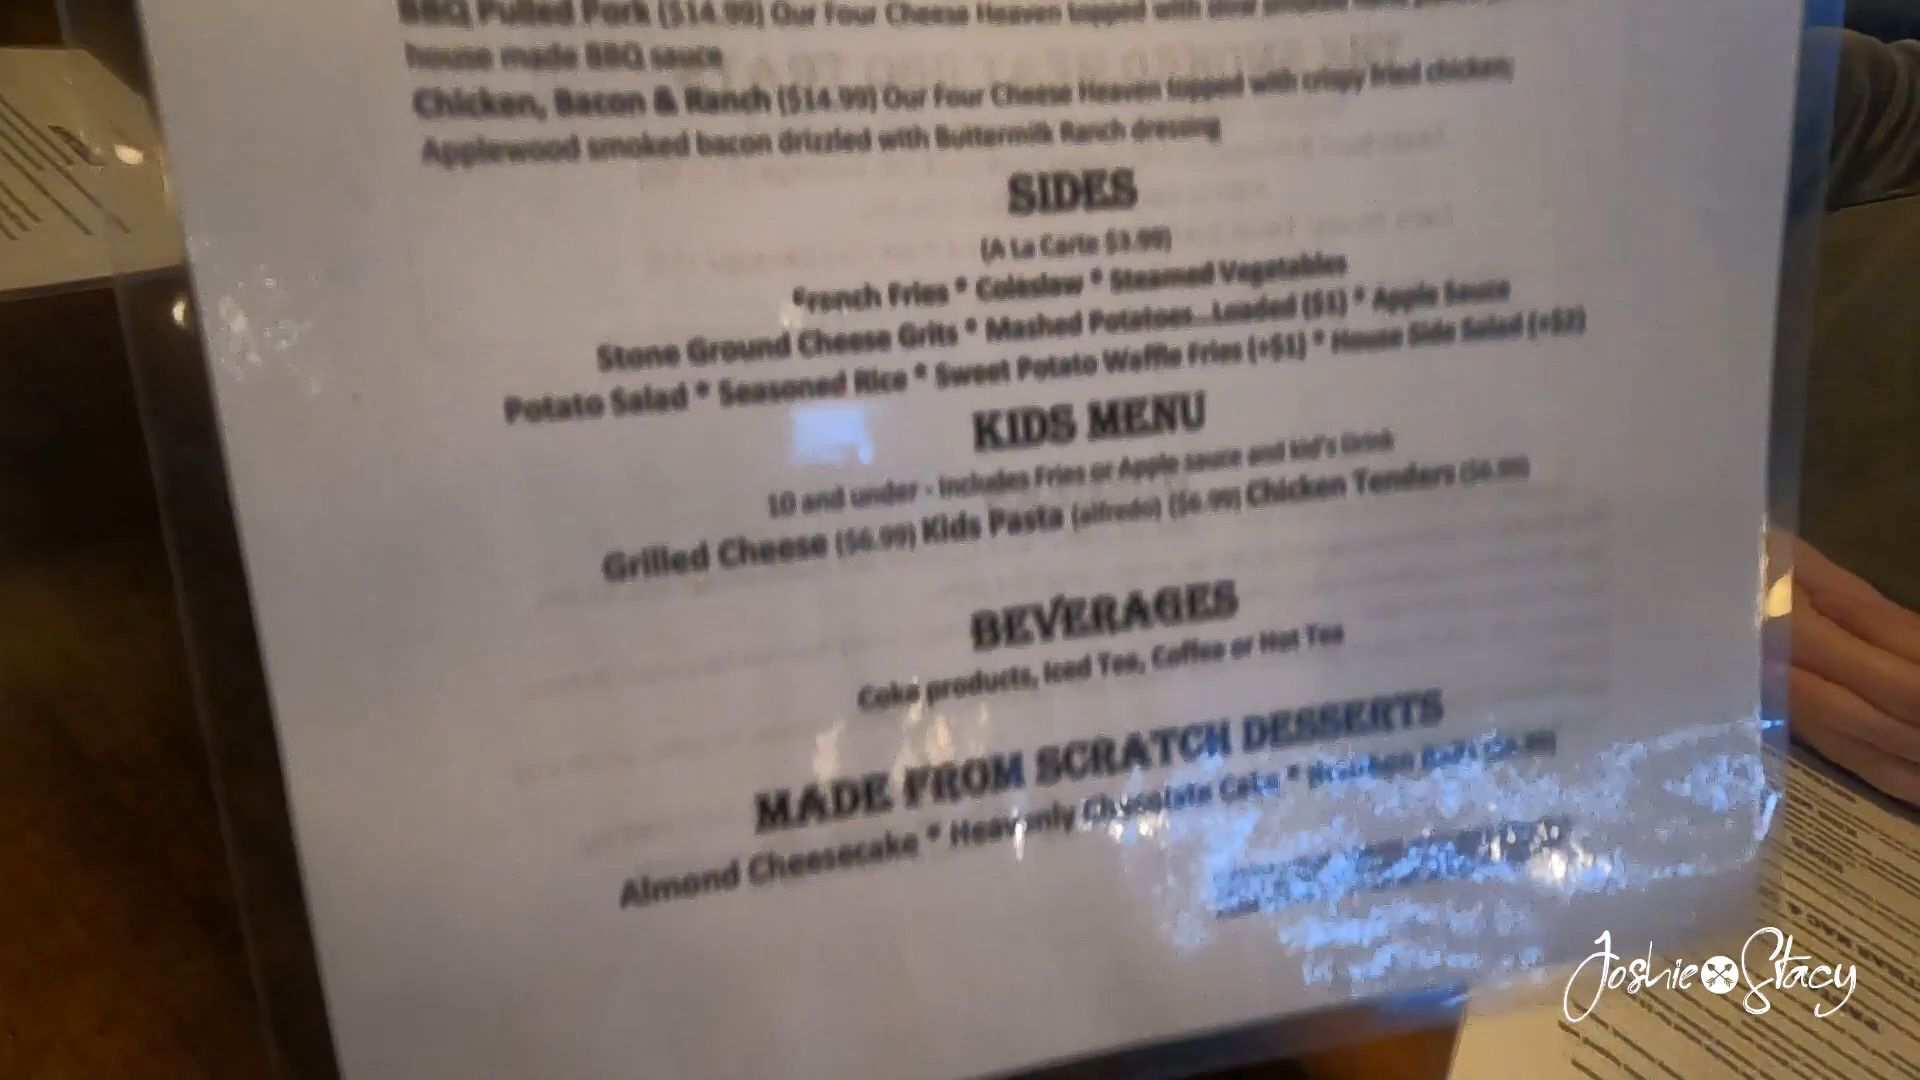 BBQ Pulled Pork ($14.99) Our Four Cheese Heaven topped with slow
house made BBQ sauce
Chicken, Bacon & Ranch ($14.99) Our Four Cheese Heaven topped with crispy fried chicken,
Applewood smoked bacon drizzled with Buttermilk Ranch dressing
SIDES
(A La Carte $3.99)
French Fries * Coleslaw * Steamed Vegetables
Stone Ground Cheese Grits * Mashed Potatoes - Loaded ($1) * Apple Sauce
Potato Salad * Seasoned Rice * Sweet Potato Waffle Fries (+$1) * House Side Salad (+$2)
KIDS MENU
10 and under - Includes Fries or Apple sauce and kid's Drink
Grilled Cheese ($6.99) Kids Pasta (alfredo) ($6.99) Chicken Tenders ($6.99)
BEVERAGES
Coke products, Iced Tea, Coffee or Hot Tea
MADE FROM SCRATCH DESSERTS
Almond Cheesecake * Heavenly Chocolate Cake *
Joshie Stacy